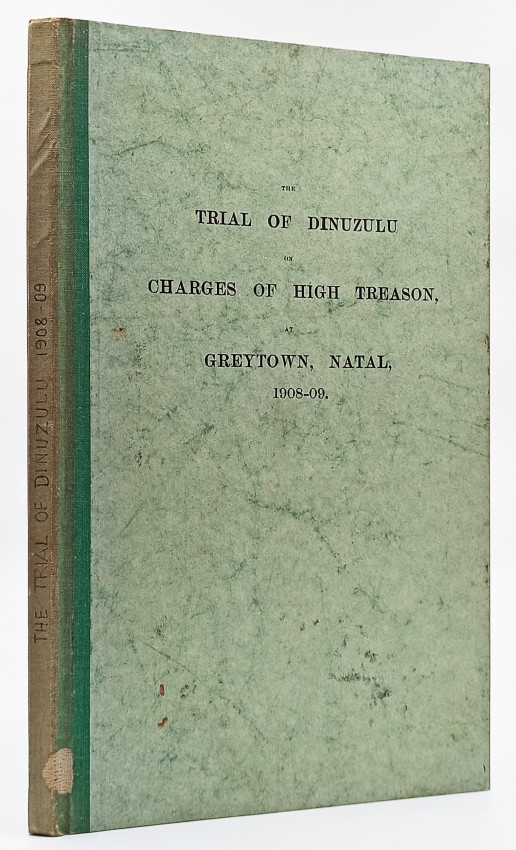 THE
TRIAL OF DINUZULU
ON
CHARGES OF HIGH TREASON,
AT
GREYTOWN, NATAL,
1908-09.
THE TRIAL OF DINUZULU 1908-09